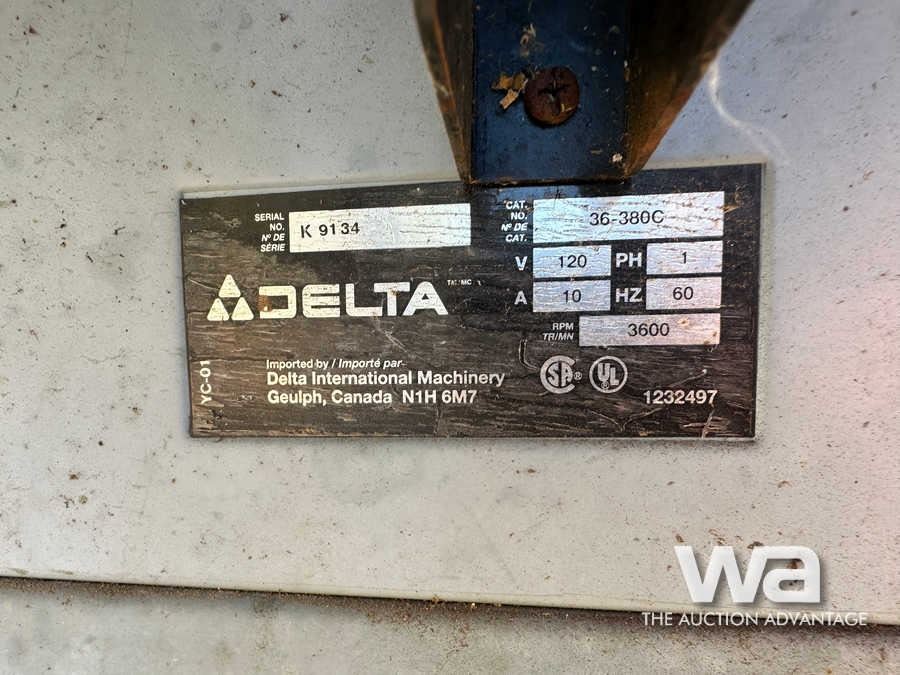 SERIAL
NO.
Nº DE
SÉRIE
K 9134
CAT.
NO.
Nº DE
CAT.
36-380C
V 120 PH 1
A 10 HZ 60
DELTA
RPM
TR/MN
3600
YC-01
Imported by / Importé par
Delta International Machinery
Geulph, Canada N1H 6M7
SA®
UL
1232497
wa
THE AUCTION ADVANTAGE